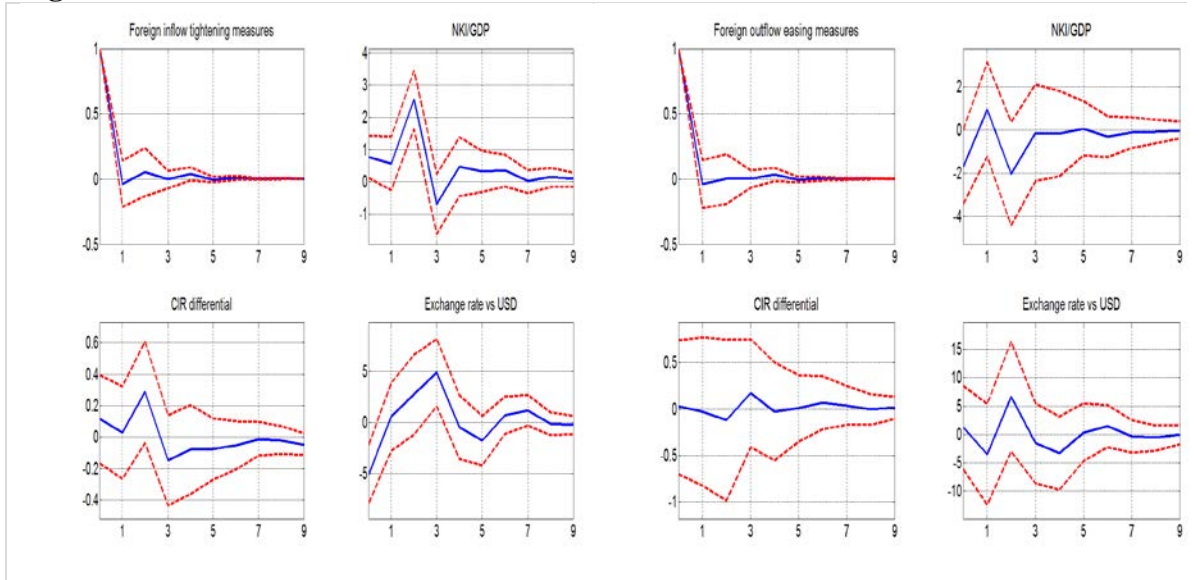 Foreign inflow tightening measures
1
0.5
0
-0.5
1 3 5 7 9
NKI/GDP
4
3
2
1
0
-1
1 3 5 7 9
Foreign outflow easing measures
1
0.5
0
-0.5
1 3 5 7 9
NKI/GDP
2
0
-2
-4
1 3 5 7 9
CIR differential
0.6
0.4
0.2
0
-0.2
-0.4
1 3 5 7 9
Exchange rate vs USD
5
0
-5
1 3 5 7 9
CIR differential
0.5
0
-0.5
-1
1 3 5 7 9
Exchange rate vs USD
15
10
5
0
-5
-10
1 3 5 7 9